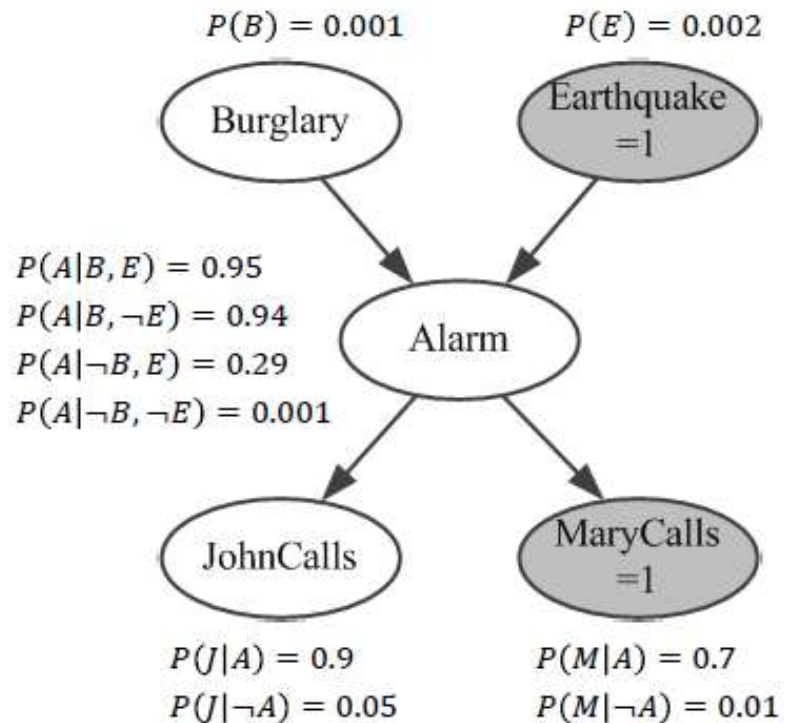 P(B) = 0.001
P(E) = 0.002
Burglary
Earthquake
=1
P(A|B, E) = 0.95
P(A|B, ¬E) = 0.94
P(A|¬B, E) = 0.29
P(A|¬B, ¬E) = 0.001
Alarm
JohnCalls
MaryCalls
=1
P(J|A) = 0.9
P(J|¬A) = 0.05
P(M|A) = 0.7
P(M|¬A) = 0.01